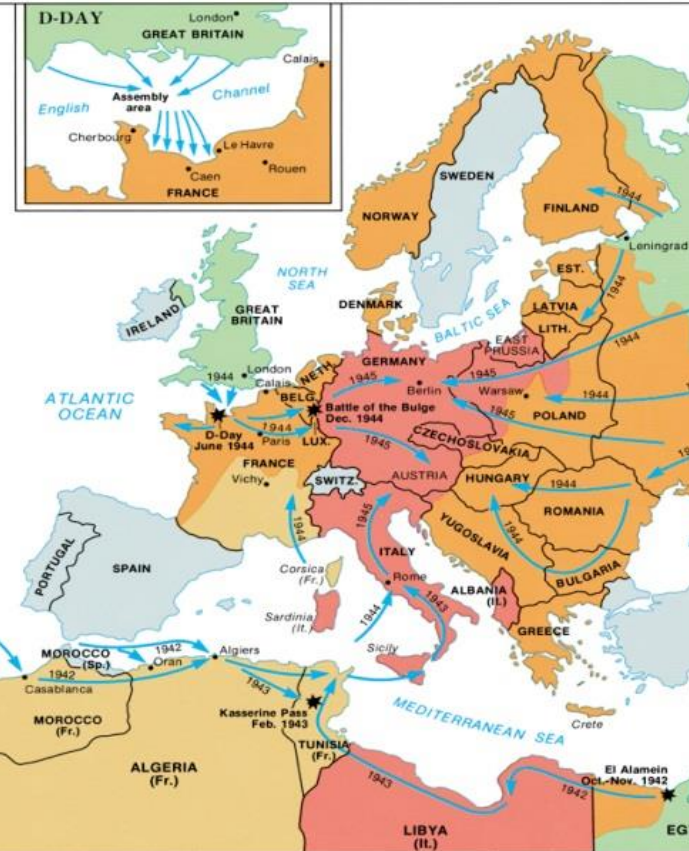 D-DAY
London
GREAT BRITAIN
Calais
English
Channel
Assembly
area
Cherbourg
Le Havre
Caen
Rouen
FRANCE
SWEDEN
NORWAY
FINLAND
1944
Leningrad
NORTH
SEA
EST.
1944
LATVIA
LITH.
DENMARK
BALTIC SEA
IRELAND
GREAT
BRITAIN
EAST
PRUSSIA
1944
ATLANTIC
OCEAN
1944
London
Calais
NETH.
BELG.
GERMANY
1945
Berlin
1945
Warsaw
1944
POLAND
1945
D-Day
June 1944
1944
Paris
LUX.
Battle of the Bulge
Dec. 1944
1945
CZECHOSLOVAKIA
FRANCE
Vichy
SWITZ.
AUSTRIA
HUNGARY
1944
ROMANIA
1944
1944
1945
YUGOSLAVIA
BULGARIA
PORTUGAL
SPAIN
Corsica
(Fr.)
ITALY
Rome
ALBANIA
(It.)
Sardinia
(It.)
1944
1943
GREECE
Sicily
MOROCCO
(Sp.)
1942
Oran
Algiers
1942
Casablanca
1943
Kasserine Pass
Feb. 1943
MEDITERRANEAN SEA
Crete
MOROCCO
(Fr.)
TUNISIA
(Fr.)
ALGERIA
(Fr.)
1943
1942
El Alamein
Oct.-Nov. 1942
LIBYA
(It.)
EG